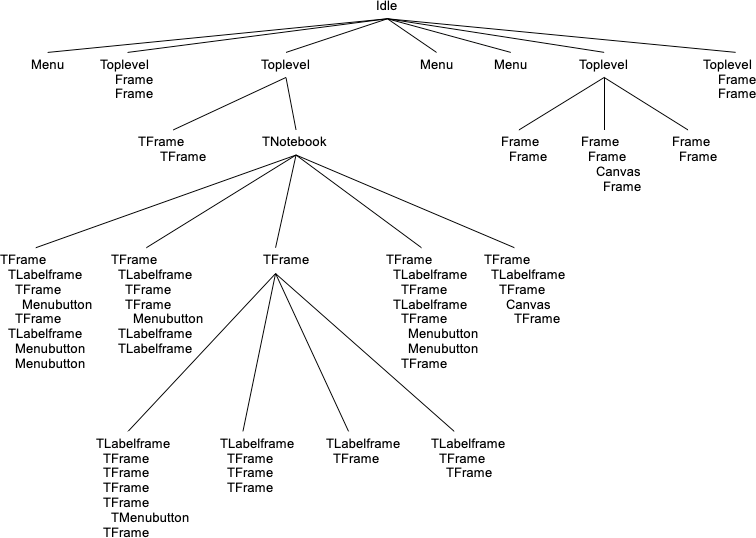 Idle
Menu
Toplevel
Frame
Frame
Toplevel
Menu
Menu
Toplevel
Toplevel
Frame
Frame
TFrame
TFrame
TNotebook
Frame
Frame
Frame
Frame
Canvas
Frame
Frame
Frame
TFrame
TLabelframe
TFrame
Menubutton
TFrame
TLabelframe
Menubutton
Menubutton
TFrame
TLabelframe
TFrame
TFrame
Menubutton
TLabelframe
TLabelframe
TFrame
TFrame
TLabelframe
TFrame
TLabelframe
TFrame
Menubutton
Menubutton
TFrame
TFrame
TLabelframe
TFrame
Canvas
TFrame
TLabelframe
TFrame
TFrame
TFrame
TFrame
TMenubutton
TFrame
TLabelframe
TFrame
TFrame
TFrame
TLabelframe
TFrame
TLabelframe
TFrame
TFrame